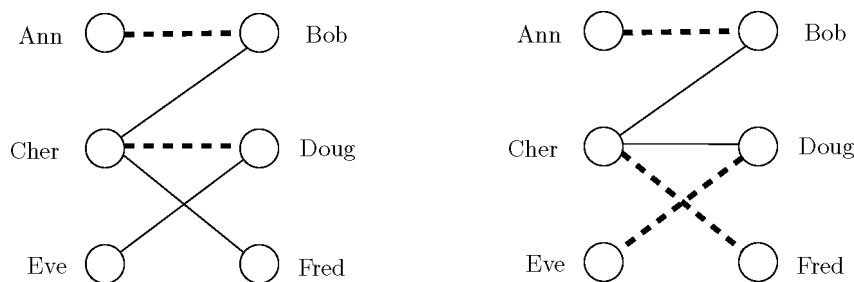 Ann Bob Ann Bob
Cher Doug Cher Doug
Eve Fred Eve Fred